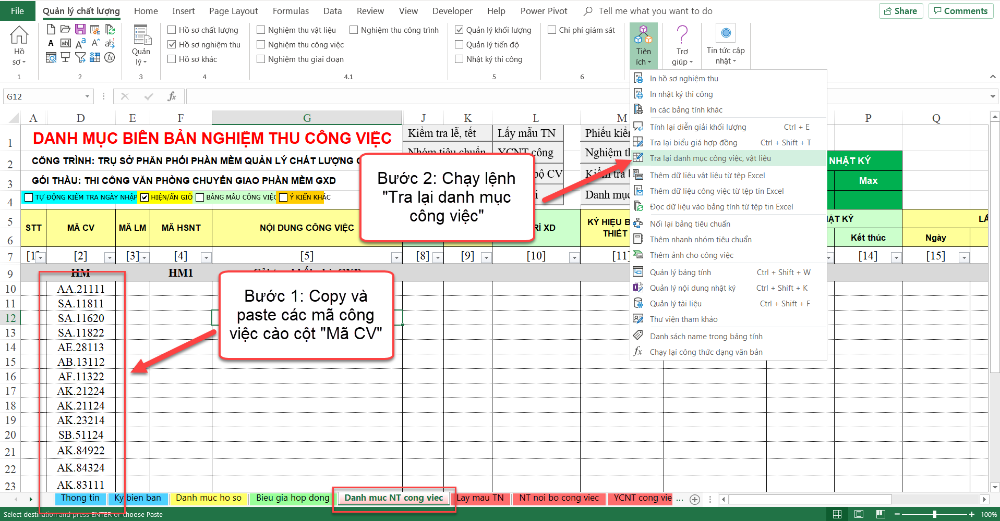 File Quản lý chất lượng Home Insert Page Layout Formulas Data Review View Developer Help Power Pivot Tell me what you want to do Share Comments
Hồ sơ
1
2
Quản lý
3
Hồ sơ chất lượng
Hồ sơ nghiệm thu
Hồ sơ khác
4
Nghiệm thu vật liệu
Nghiệm thu công việc
Nghiệm thu giai đoạn
Nghiệm thu công trình
4.1
Quản lý khối lượng
Quản lý tiến độ
Nhật ký thi công
5
Chi phí giám sát
6
Tiện ích
Trợ giúp
Tin tức cập nhật
In hồ sơ nghiệm thu
In nhật ký thi công
In các bảng tính khác
Tính lại diễn giải khối lượng Ctrl + E
Tra lại biểu giá hợp đồng Ctrl + Shift + T
Tra lại danh mục công việc, vật liệu
Thêm dữ liệu vật liệu từ tệp Excel
Thêm dữ liệu công việc từ tệp tin Excel
Đọc dữ liệu vào bảng tính từ tệp tin Excel
Nối lại bảng tiêu chuẩn
Thêm nhanh nhóm tiêu chuẩn
Thêm ảnh cho công việc
Quản lý bảng tính Ctrl + Shift + W
Quản lý nội dung nhật ký Ctrl + Shift + K
Quản lý tài liệu Ctrl + Shift + F
Thư viện tham khảo
Danh sách name trong bảng tính
Chạy lại công thức dạng văn bản
G12 fx
A D E F G J K L M P Q
1 DANH MỤC BIÊN BẢN NGHIỆM THU CÔNG VIỆC Kiểm tra lễ, tết Lấy mẫu TN Phiếu kiể
2 CÔNG TRÌNH: TRỤ SỞ PHÂN PHỐI PHẦN MỀM QUẢN LÝ CHẤT LƯỢNG Nhóm tiêu chuẩn YCNT công Nghiệm th NHẬT KÝ
3 GÓI THẦU: THI CÔNG VĂN PHÒNG CHUYỂN GIAO PHẦN MỀM GXD bộ CV Kiểm tra Max
4 TỰ ĐỘNG KIỂM TRA NGÀY NHẬP HIỆN/ẨN GIỜ BẢNG MẪU CÔNG VIỆC Ý KIẾN KHÁC Danh mục
5 STT MÃ CV MÃ LM MÃ HSNT NỘI DUNG CÔNG VIỆC RÍ XD KÝ HIỆU B THIẾT NHẬT KÝ LẤ
6 Kết thúc Ngày
7 [1] [2] [3] [4] [5] [8] [9] [10] [11] [14] [15]
9 HM HM1
10 AA.21111
11 SA.11811
12 SA.11620
13 SA.11822
14 AE.28113
15 AB.13112
16 AF.11322
17 AK.21224
18 AK.21124
19 AK.23214
20 SB.51124
21 AK.84922
22 AK.84324
23 AK.83111
Bước 2: Chạy lệnh
"Tra lại danh mục
công việc"
Bước 1: Copy và
paste các mã công
việc cào cột "Mã CV"
Thong tin Ky bien ban Danh muc ho so Bieu gia hop dong Danh muc NT cong viec Lay mau TN NT noi bo cong viec YCNT cong vie ...
Select destination and press ENTER or choose Paste 100%